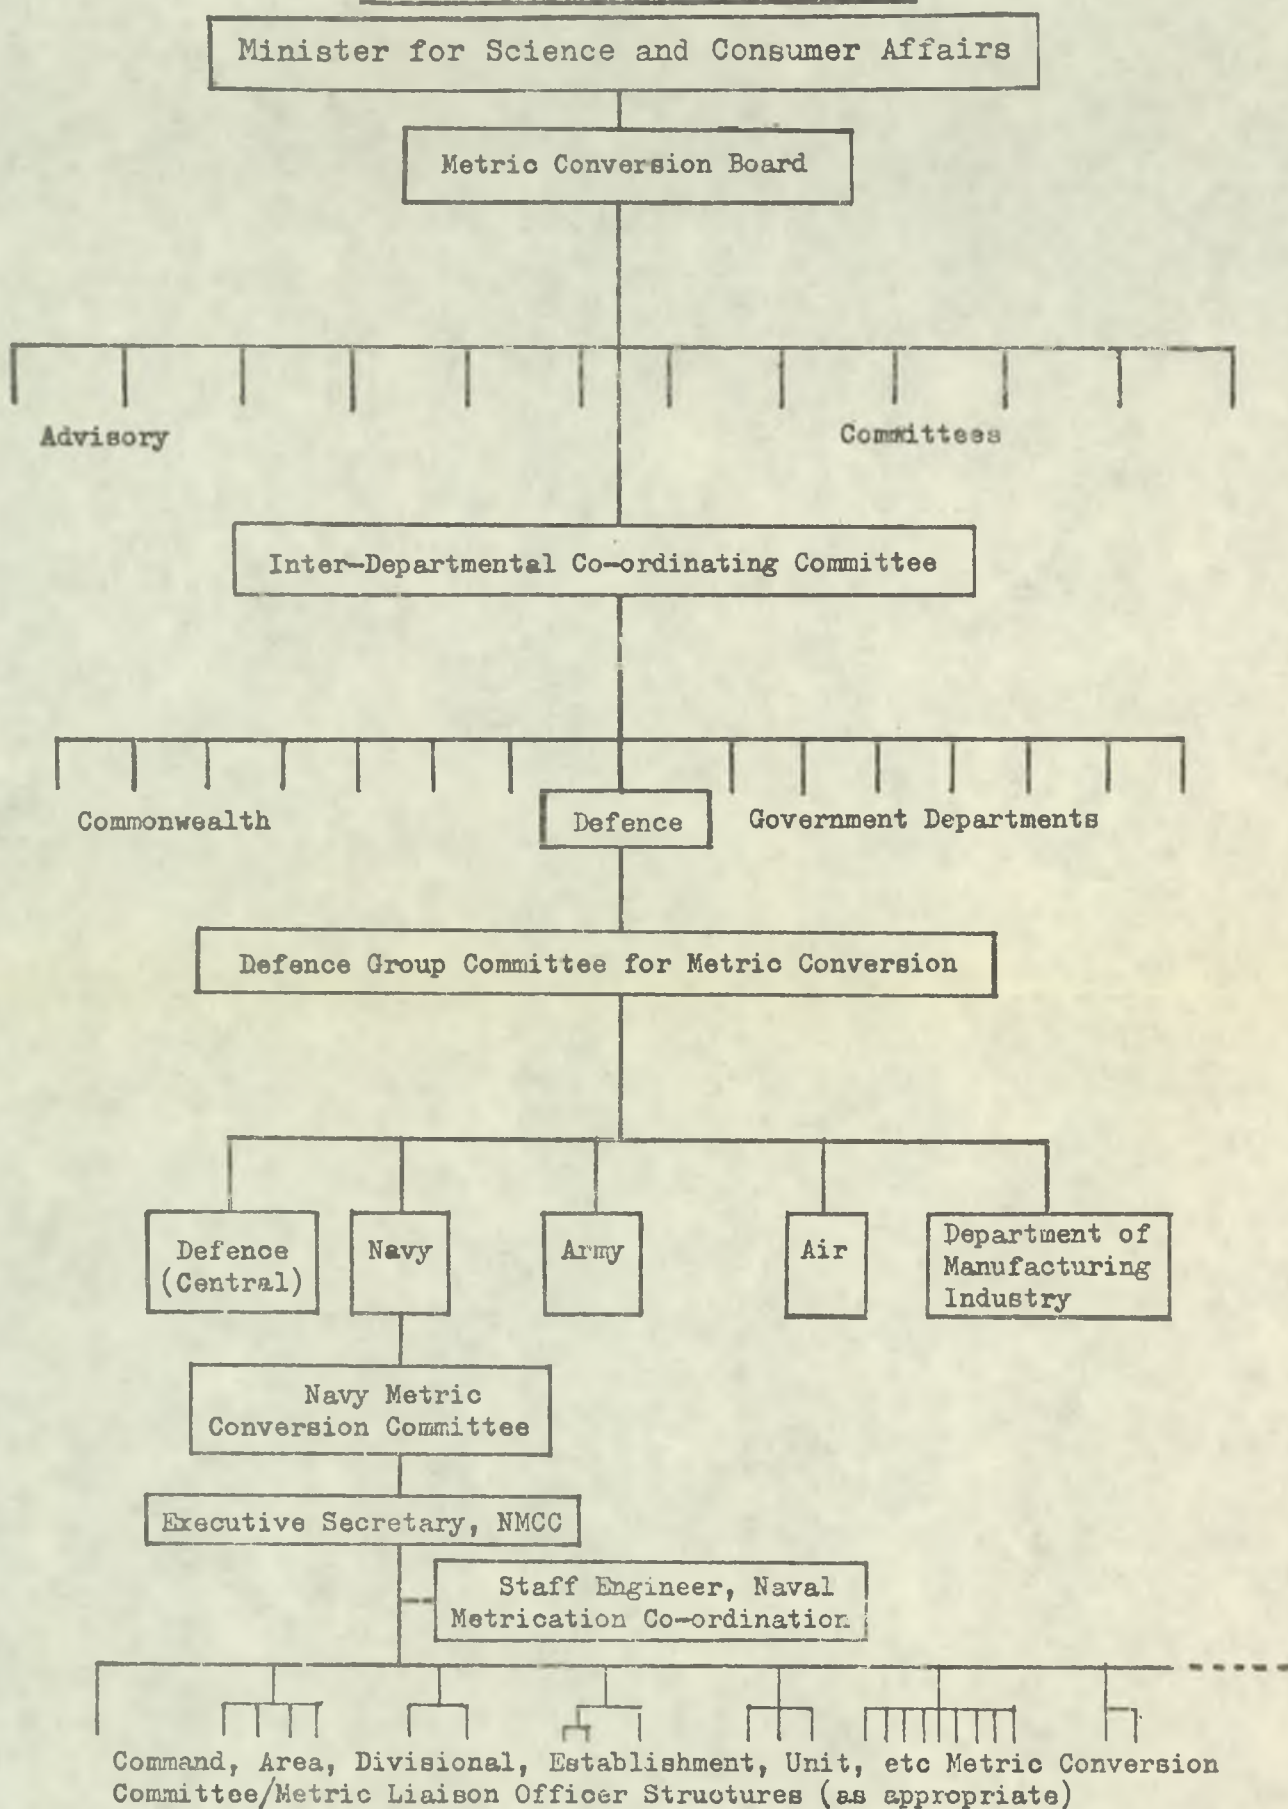 Minister for Science and Consumer Affairs
Metric Conversion Board
Advisory Committees
Inter-Departmental Co-ordinating Committee
Commonwealth Defence Government Departments
Defence Group Committee for Metric Conversion
Defence
(Central)
Navy
Army
Air
Department of
Manufacturing
Industry
Navy Metric
Conversion Committee
Executive Secretary, NMCC
Staff Engineer, Naval
Metrication Co-ordination
Command, Area, Divisional, Establishment, Unit, etc Metric Conversion
Committee/Metric Liaison Officer Structures (as appropriate)